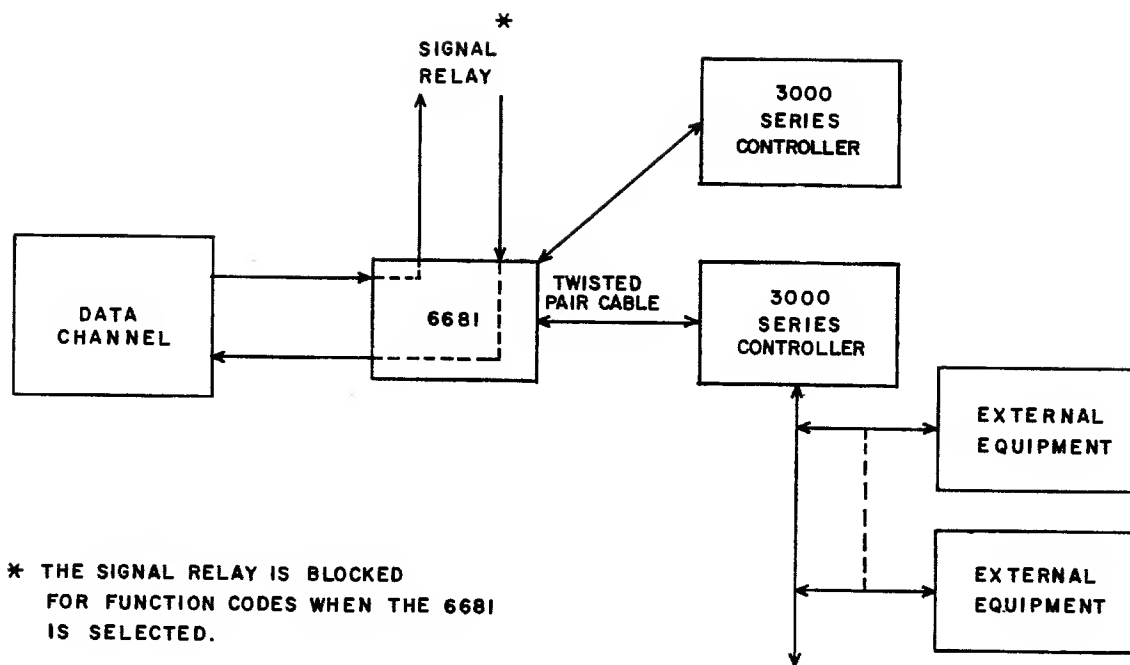 *
SIGNAL
RELAY
3000
SERIES
CONTROLLER
DATA
CHANNEL
6681
TWISTED
PAIR CABLE
3000
SERIES
CONTROLLER
EXTERNAL
EQUIPMENT
EXTERNAL
EQUIPMENT
* THE SIGNAL RELAY IS BLOCKED
FOR FUNCTION CODES WHEN THE 6681
IS SELECTED.